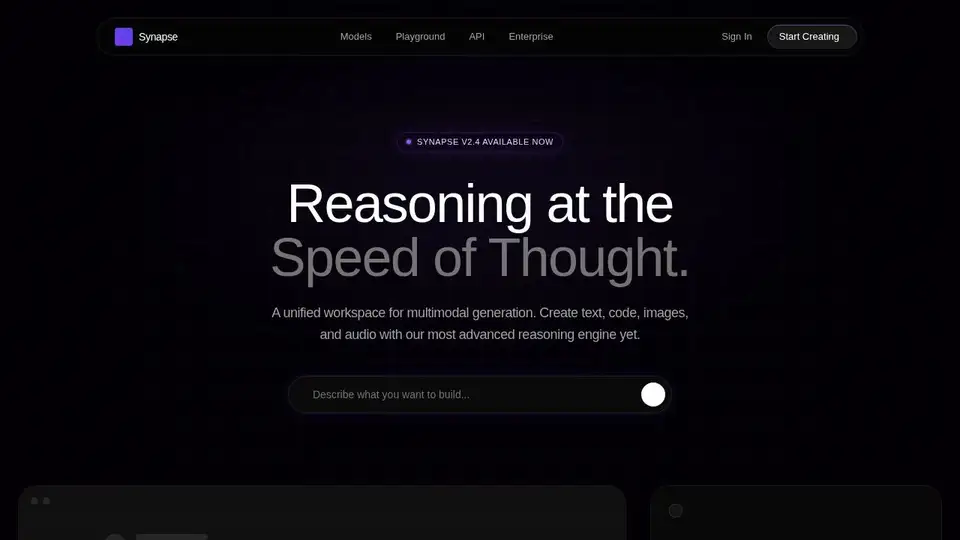 Synapse
Models
Playground
API
Enterprise
Sign In
Start Creating
SYNAPSE V2.4 AVAILABLE NOW
Reasoning at the
Speed of Thought.
A unified workspace for multimodal generation. Create text, code, images,
and audio with our most advanced reasoning engine yet.
Describe what you want to build...